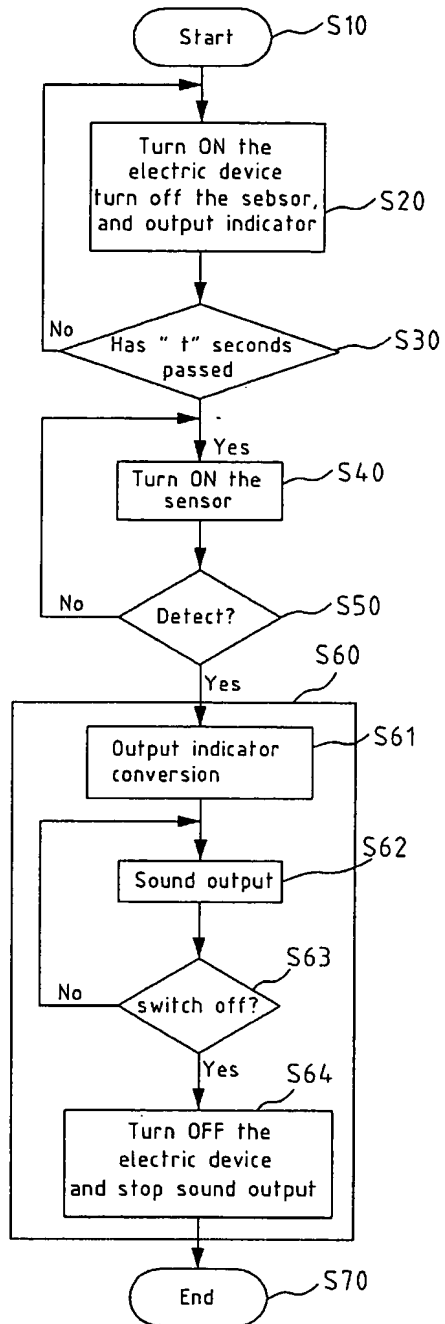 Start
S10
Turn ON the
electric device
turn off the sebsor,
and output indicator
S20
No
Has " t" seconds
passed
S30
Yes
Turn ON the
sensor
S40
No
Detect?
S50
Yes
S60
Output indicator
conversion
S61
Sound output
S62
No
switch off?
S63
Yes
S64
Turn OFF the
electric device
and stop sound output
End
S70